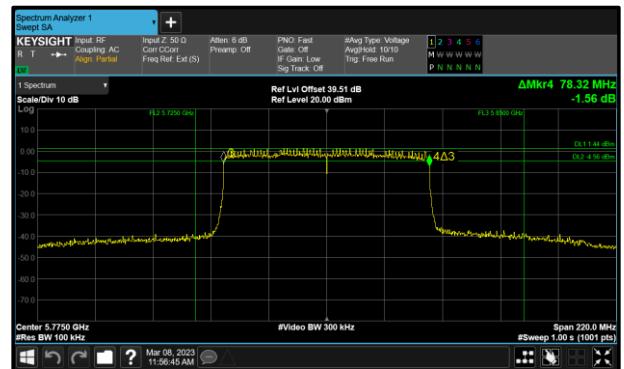 Spectrum Analyzer 1
Swept SA
KEYSIGHT
R T
Input: RF
Coupling: AC
Align: Partial
Input Z: 50 Ω
Corr CCorr
Freq Ref: Ext (S)
Atten: 6 dB
Preamp: Off
PNO: Fast
Gate: Off
IF Gain: Low
Sig Track: Off
#Avg Type: Voltage
Avg|Hold: 10/10
Trig: Free Run
1 2 3 4 5 6
M W W W W W
P N N N N N
1 Spectrum
Scale/Div 10 dB
Log
Ref Lvl Offset 39.51 dB
Ref Level 20.00 dBm
ΔMkr4 78.32 MHz
-1.56 dB
FL2 5.7250 GHz
FL3 5.8500 GHz
10.0
DL1 1.44 dBm
0.00
3
4Δ3
DL2 -4.56 dBm
-10.0
-20.0
-30.0
-40.0
-50.0
-60.0
-70.0
Center 5.7750 GHz
#Res BW 100 kHz
#Video BW 300 kHz
Span 220.0 MHz
#Sweep 1.00 s (1001 pts)
?
Mar 08, 2023
11:56:45 AM